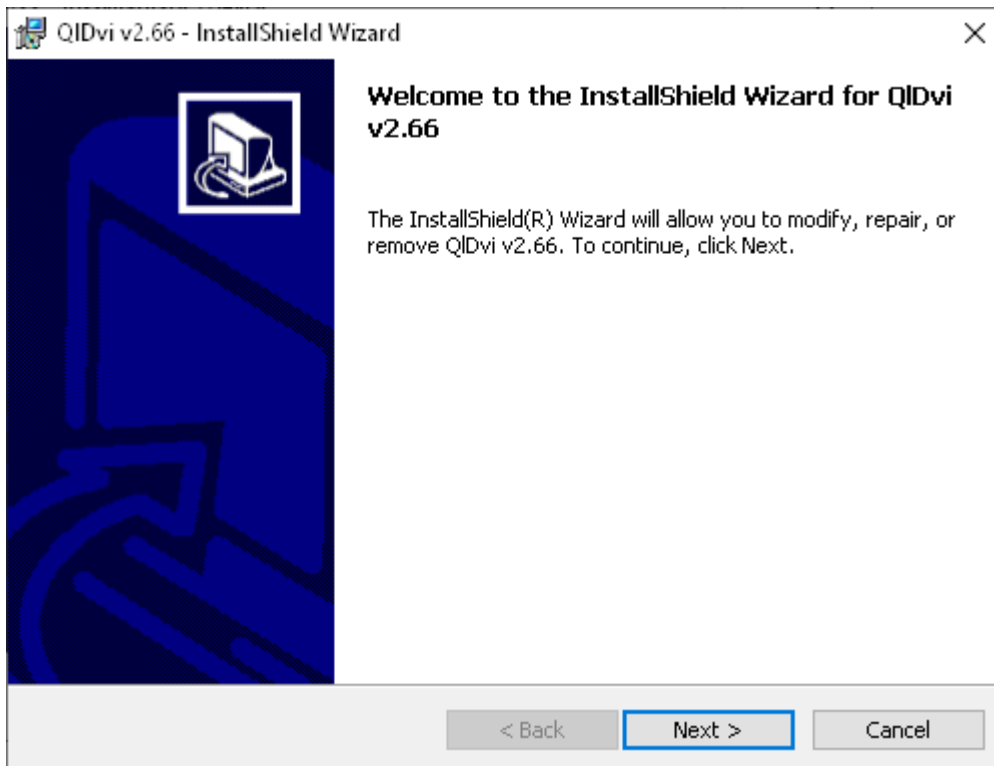 QlDvi v2.66 - InstallShield Wizard
Welcome to the InstallShield Wizard for QlDvi
v2.66
The InstallShield(R) Wizard will allow you to modify, repair, or
remove QlDvi v2.66. To continue, click Next.
< Back
Next >
Cancel